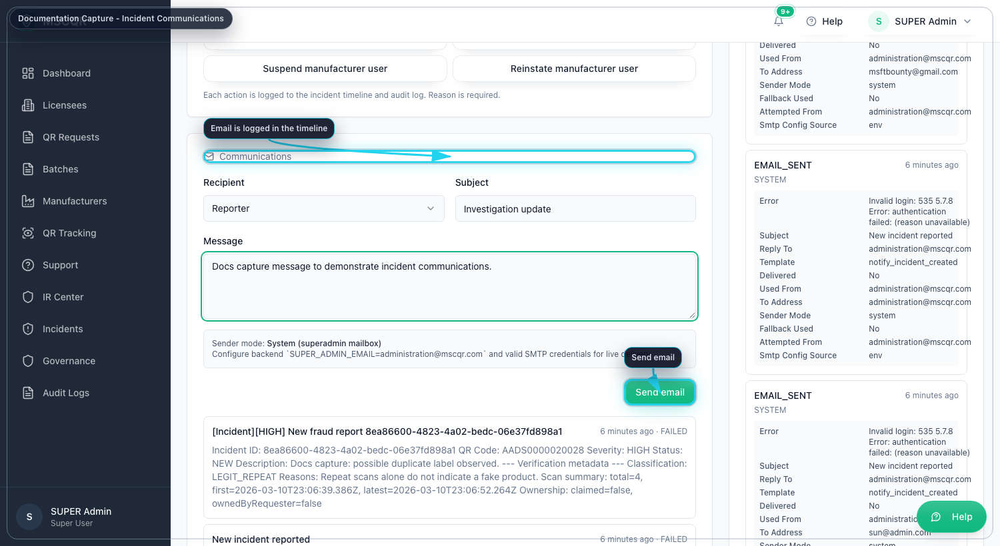 Documentation Capture - Incident Communications
9+
Help
S
SUPER Admin
Dashboard
Licensees
QR Requests
Batches
Manufacturers
QR Tracking
Support
IR Center
Incidents
Governance
Audit Logs
S
SUPER Admin
Super User
Suspend manufacturer user
Reinstate manufacturer user
Each action is logged to the incident timeline and audit log. Reason is required.
Email is logged in the timeline
Communications
Recipient
Subject
Reporter
Investigation update
Message
Docs capture message to demonstrate incident communications.
Sender mode: System (superadmin mailbox)
Configure backend `SUPER_ADMIN_EMAIL=administration@mscqr.com` and valid SMTP credentials for live
Send email
Send email
[Incident][HIGH] New fraud report 8ea86600-4823-4a02-bedc-06e37fd898a1
6 minutes ago · FAILED
Incident ID: 8ea86600-4823-4a02-bedc-06e37fd898a1 QR Code: AADS0000020028 Severity: HIGH Status:
NEW Description: Docs capture: possible duplicate label observed. --- Verification metadata --- Classification:
LEGIT_REPEAT Reasons: Repeat scans alone do not indicate a fake product. Scan summary: total=4,
first=2026-03-10T23:06:39.386Z, latest=2026-03-10T23:06:52.264Z Ownership: claimed=false,
ownedByRequester=false
New incident reported
6 minutes ago · FAILED
Delivered No
Used From administration@mscqr.com
To Address msftbounty@gmail.com
Sender Mode system
Fallback Used No
Attempted From administration@mscqr.com
Smtp Config Source env
EMAIL_SENT
6 minutes ago
SYSTEM
Error Invalid login: 535 5.7.8
Error: authentication
failed: (reason unavailable)
Subject New incident reported
Reply To administration@mscqr.com
Template notify_incident_created
Delivered No
Used From administration@mscqr.com
To Address administration@mscqr.com
Sender Mode system
Fallback Used No
Attempted From administration@mscqr.com
Smtp Config Source env
EMAIL_SENT
6 minutes ago
SYSTEM
Error Invalid login: 535 5.7.8
Error: authentication
failed: (reason unavailable)
Subject New incident reported
Reply To administration@mscqr.com
Template notify_incident_created
Delivered No
Used From
To Address sun@admin.com
Sender Mode system
Help